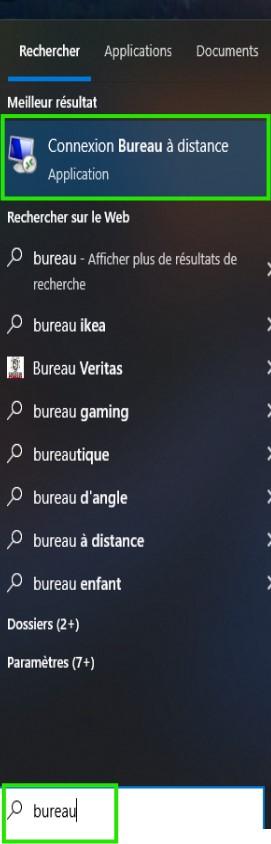 Rechercher Applications Documents
Meilleur résultat
Connexion Bureau à distance
Application
Rechercher sur le Web
bureau - Afficher plus de résultats de
recherche
bureau ikea
Bureau Veritas
bureau gaming
bureautique
bureau d'angle
bureau à distance
bureau enfant
Dossiers (2+)
Paramètres (7+)
bureau